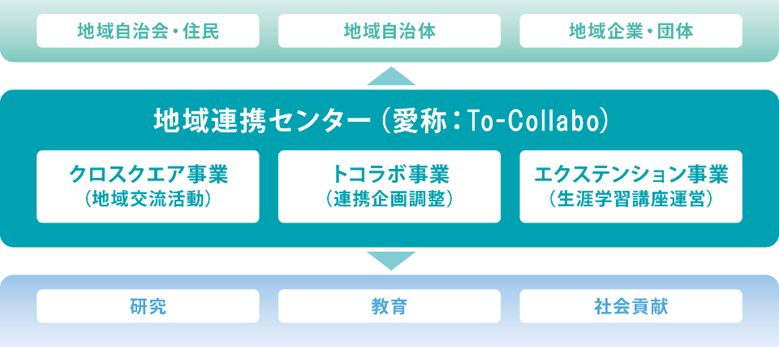 地域自治会・住民
地域自治体
地域企業・団体
地域連携センター（愛称：To-Collabo）
クロスクエア事業
（地域交流活動）
トコラボ事業
（連携企画調整）
エクステンション事業
（生涯学習講座運営）
研究
教育
社会貢献